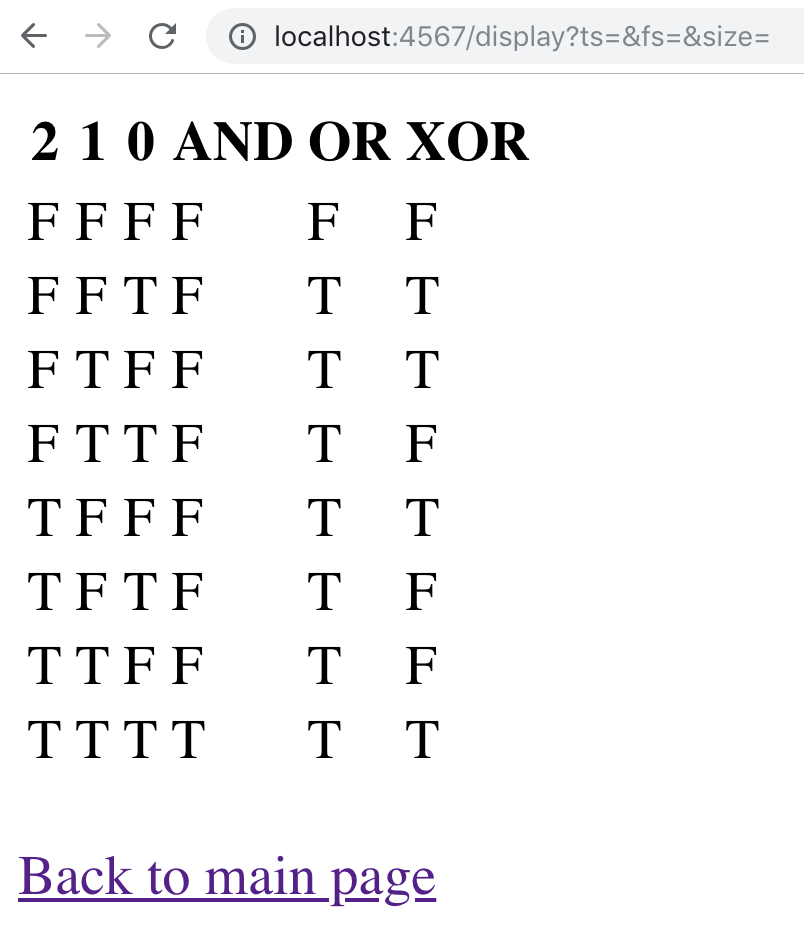 localhost:4567/display?ts=&fs=&size=
2 1 0 AND OR XOR
F F F F F F
F F T F T T
F T F F T T
F T T F T F
T F F F T T
T F T F T F
T T F F T F
T T T T T T
Back to main page